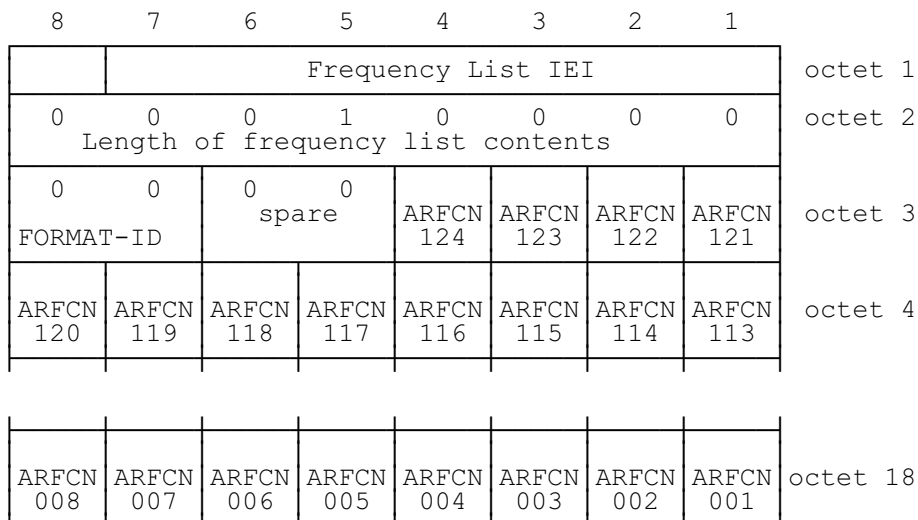 8 7 6 5 4 3 2 1
Frequency List IEI octet 1
0 0 0 1 0 0 0 0 octet 2
Length of frequency list contents
0 0 0 0
spare ARFCN ARFCN ARFCN ARFCN octet 3
FORMAT-ID 124 123 122 121
ARFCN ARFCN ARFCN ARFCN ARFCN ARFCN ARFCN ARFCN octet 4
120 119 118 117 116 115 114 113
ARFCN ARFCN ARFCN ARFCN ARFCN ARFCN ARFCN ARFCN octet 18
008 007 006 005 004 003 002 001